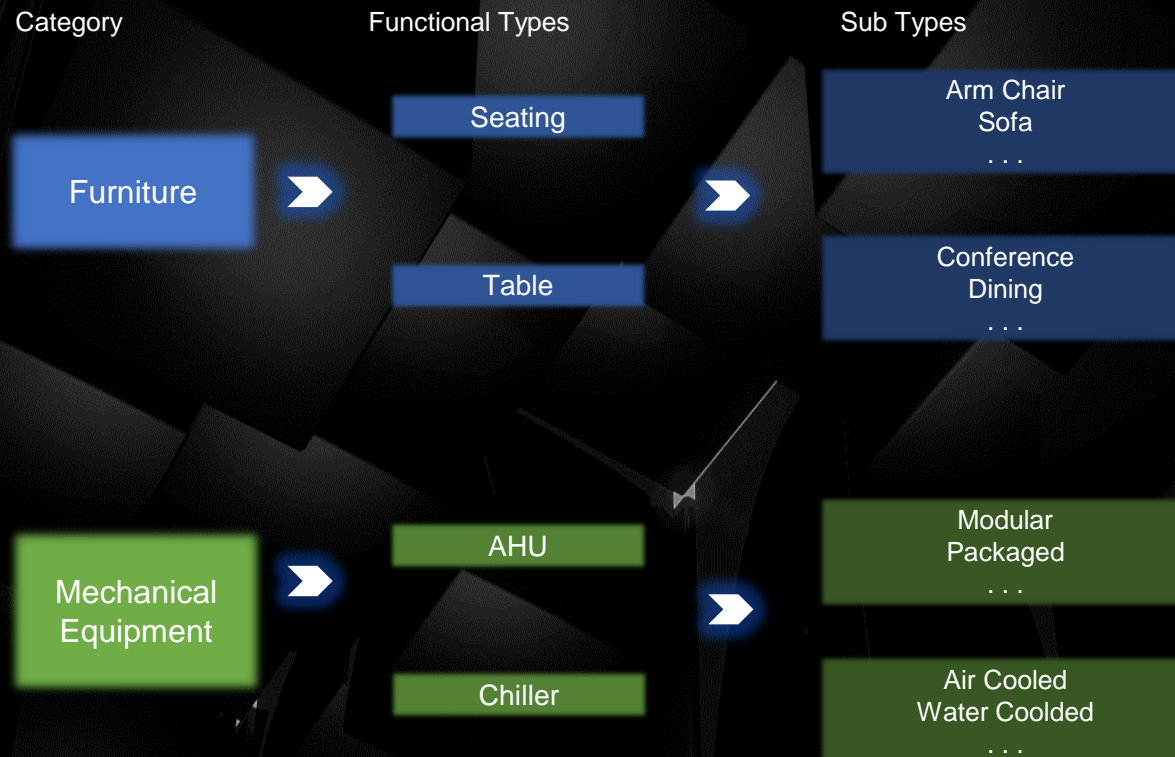 Category
Functional Types
Sub Types
Furniture
Seating
Arm Chair
Sofa
. . .
Table
Conference
Dining
. . .
Mechanical
Equipment
AHU
Modular
Packaged
. . .
Chiller
Air Cooled
Water Coolded
. . .